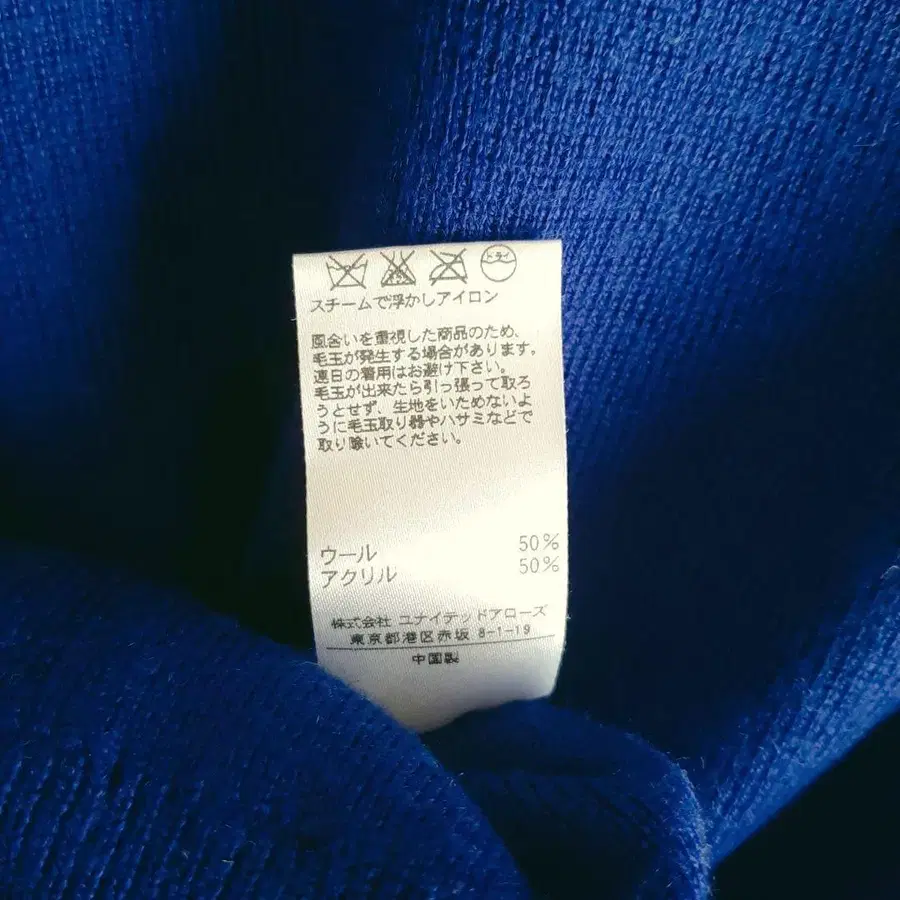 ドライ
スチームで浮かしアイロン
風合いを重視した商品のため、
毛玉が発生する場合があります。
連日の着用はお避け下さい。
毛玉が出来たら引っ張って取ろ
うとせず、生地をいためないよ
うに毛玉取り器やハサミなどで
取り除いてください。
ウール 50%
アクリル 50%
株式会社 ユナイテッドアローズ
東京都港区赤坂 8-1-19
中国製